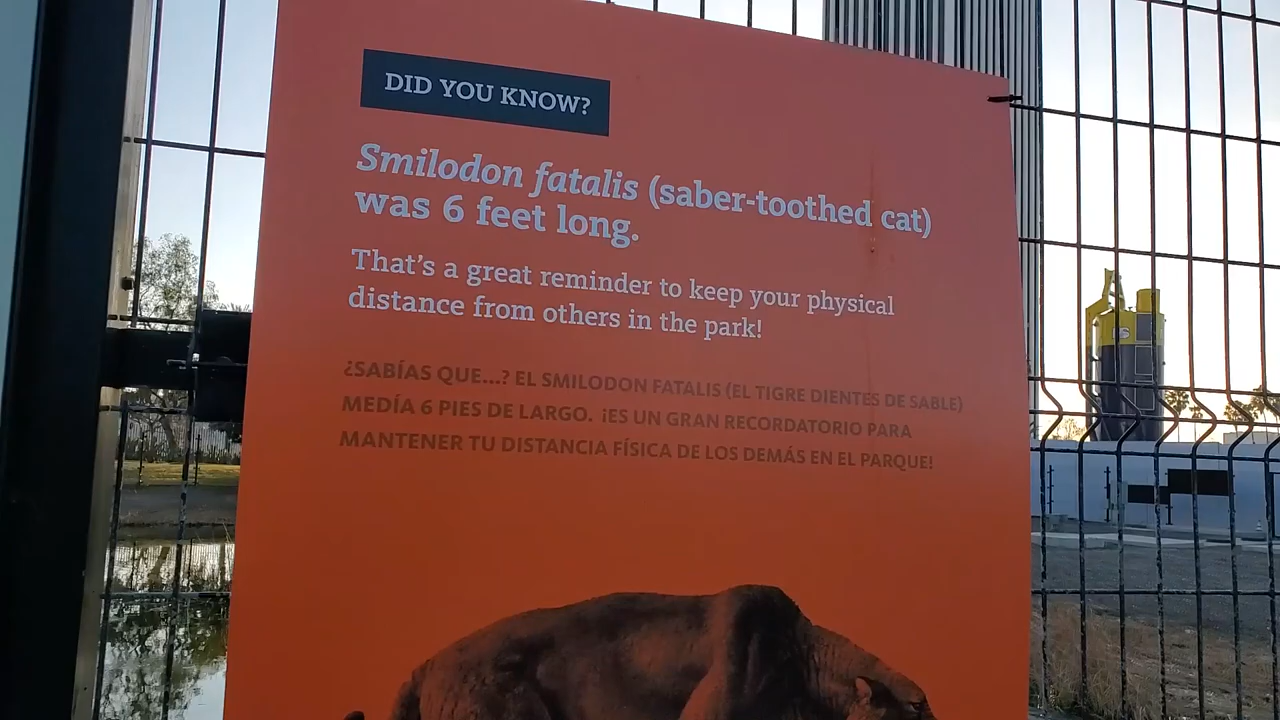 DID YOU KNOW?
Smilodon fatalis (saber-toothed cat)
was 6 feet long.
That's a great reminder to keep your physical
distance from others in the park!
¿SABÍAS QUE...? EL SMILODON FATALIS (EL TIGRE DIENTES DE SABLE)
MEDÍA 6 PIES DE LARGO. ¡ES UN GRAN RECORDATORIO PARA
MANTENER TU DISTANCIA FÍSICA DE LOS DEMÁS EN EL PARQUE!